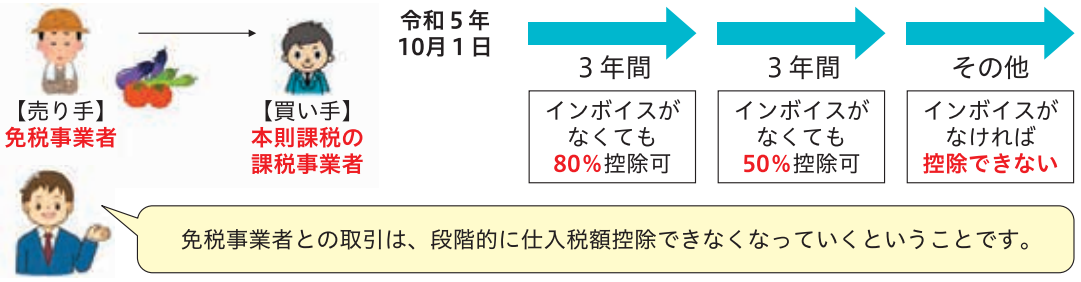 【売り手】
免税事業者
【買い手】
本則課税の
課税事業者
令和5年
10月1日
3年間
インボイスが
なくても
80%控除可
3年間
インボイスが
なくても
50%控除可
その他
インボイスが
なければ
控除できない
免税事業者との取引は、段階的に仕入税額控除できなくなっていくということです。